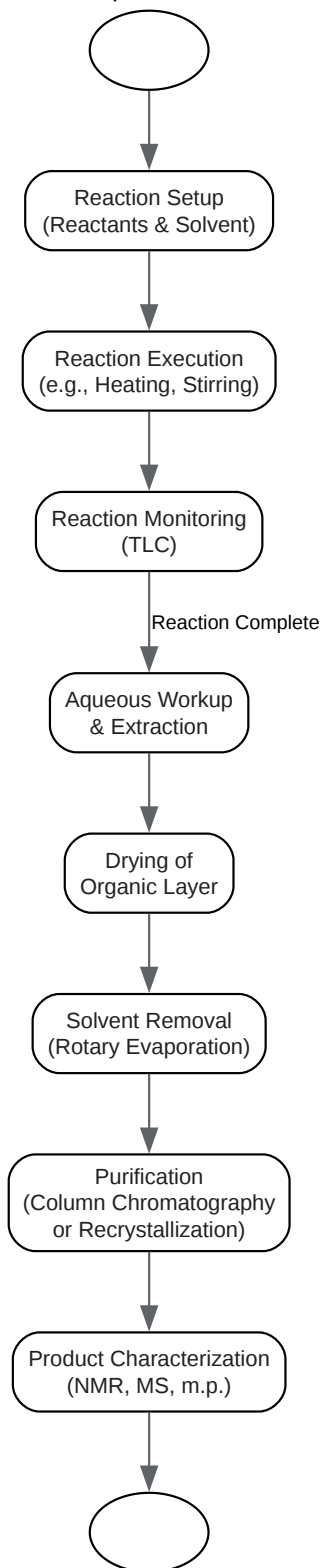 Reaction Setup
(Reactants & Solvent)
Reaction Execution
(e.g., Heating, Stirring)
Reaction Monitoring
(TLC)
Reaction Complete
Aqueous Workup
& Extraction
Drying of
Organic Layer
Solvent Removal
(Rotary Evaporation)
Purification
(Column Chromatography
or Recrystallization)
Product Characterization
(NMR, MS, m.p.)